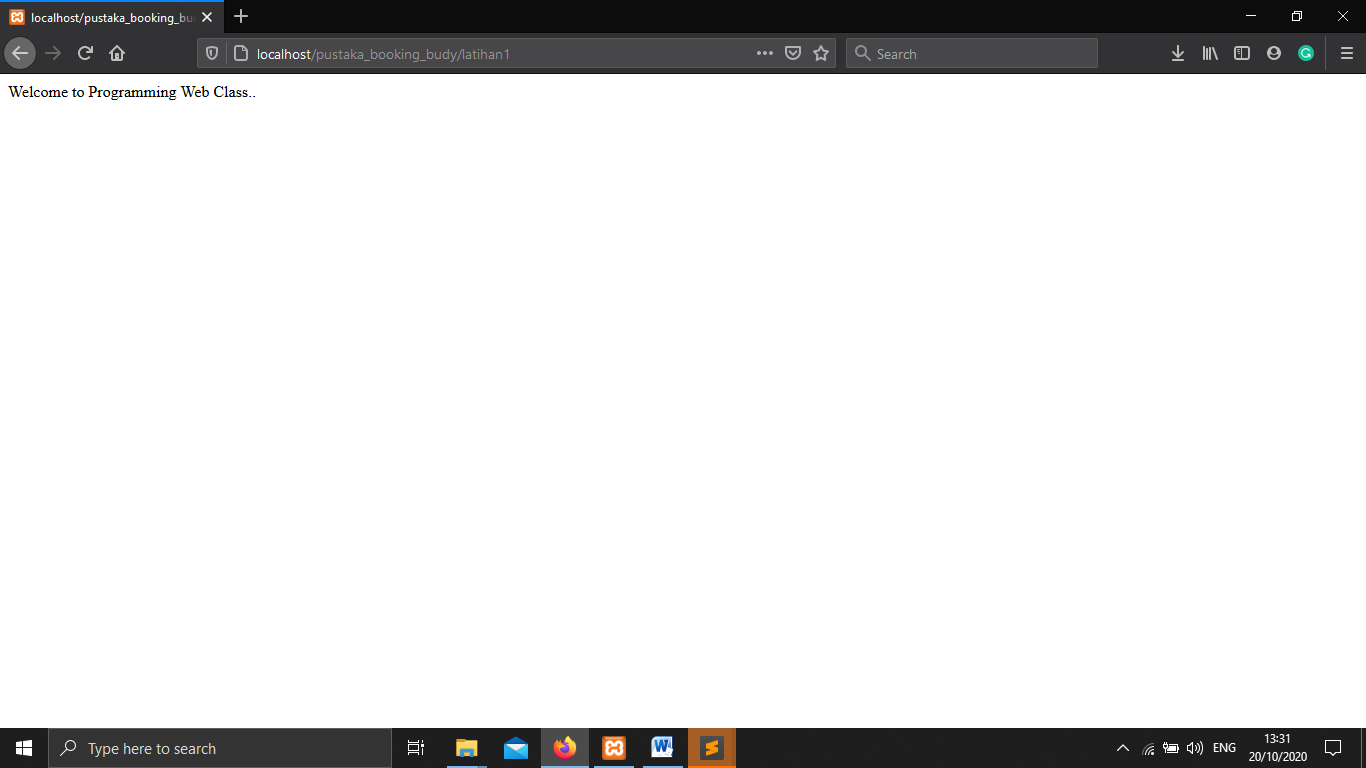 localhost/pustaka_booking_bu
localhost/pustaka_booking_budy/latihan1
Search
Welcome to Programming Web Class..
Type here to search
ENG
13:31
20/10/2020